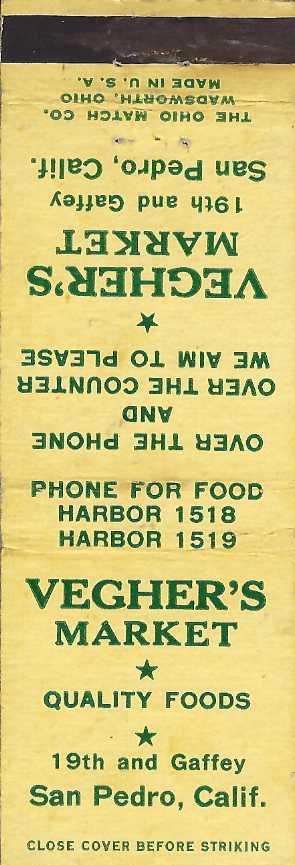 PHONE FOR FOOD
HARBOR 1518
HARBOR 1519
VEGHER'S
MARKET
QUALITY FOODS
19th and Gaffey
San Pedro, Calif.
CLOSE COVER BEFORE STRIKING
OVER THE PHONE
AND
OVER THE COUNTER
WE AIM TO PLEASE
VEGHER'S
MARKET
19th and Gaffey
San Pedro, Calif.
THE OHIO MATCH CO.
WADSWORTH, OHIO
MADE IN U. S. A.